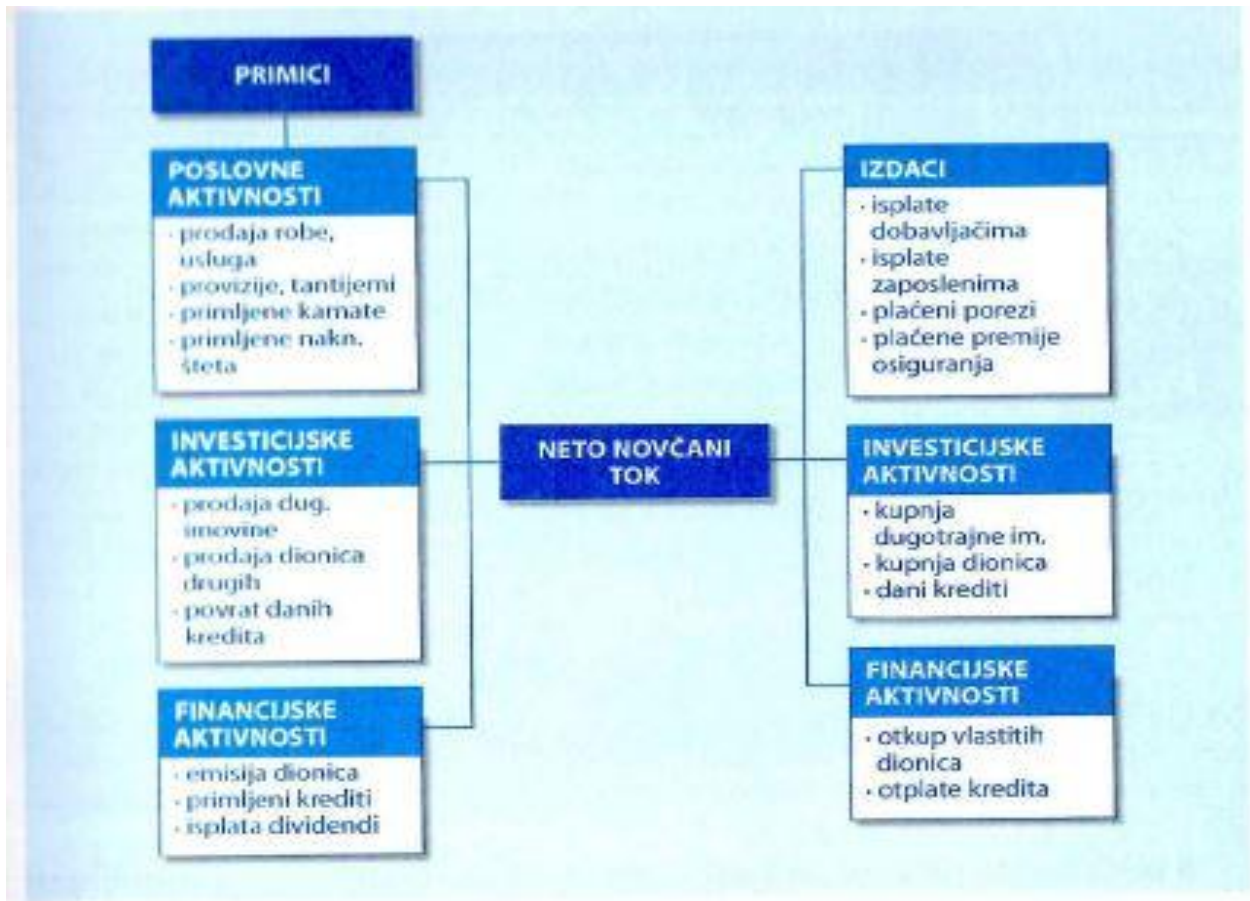 PRIMICI
POSLOVNE
AKTIVNOSTI
· prodaja robe,
usluga
· provizije, tantijemi
· primljene kamate
· primljene nakn.
šteta
INVESTICIJSKE
AKTIVNOSTI
· prodaja dug.
imovine
· prodaja dionica
drugih
· povrat danih
kredita
FINANCIJSKE
AKTIVNOSTI
· emisija dionica
· primljeni krediti
· isplata dividendi
NETO NOVČANI
TOK
IZDACI
· isplate
dobavljačima
· isplate
zaposlenima
· plaćeni porezi
· plaćene premije
osiguranja
INVESTICIJSKE
AKTIVNOSTI
· kupnja
dugotrajne im.
· kupnja dionica
· dani krediti
FINANCIJSKE
AKTIVNOSTI
· otkup vlastitih
dionica
· otplate kredita